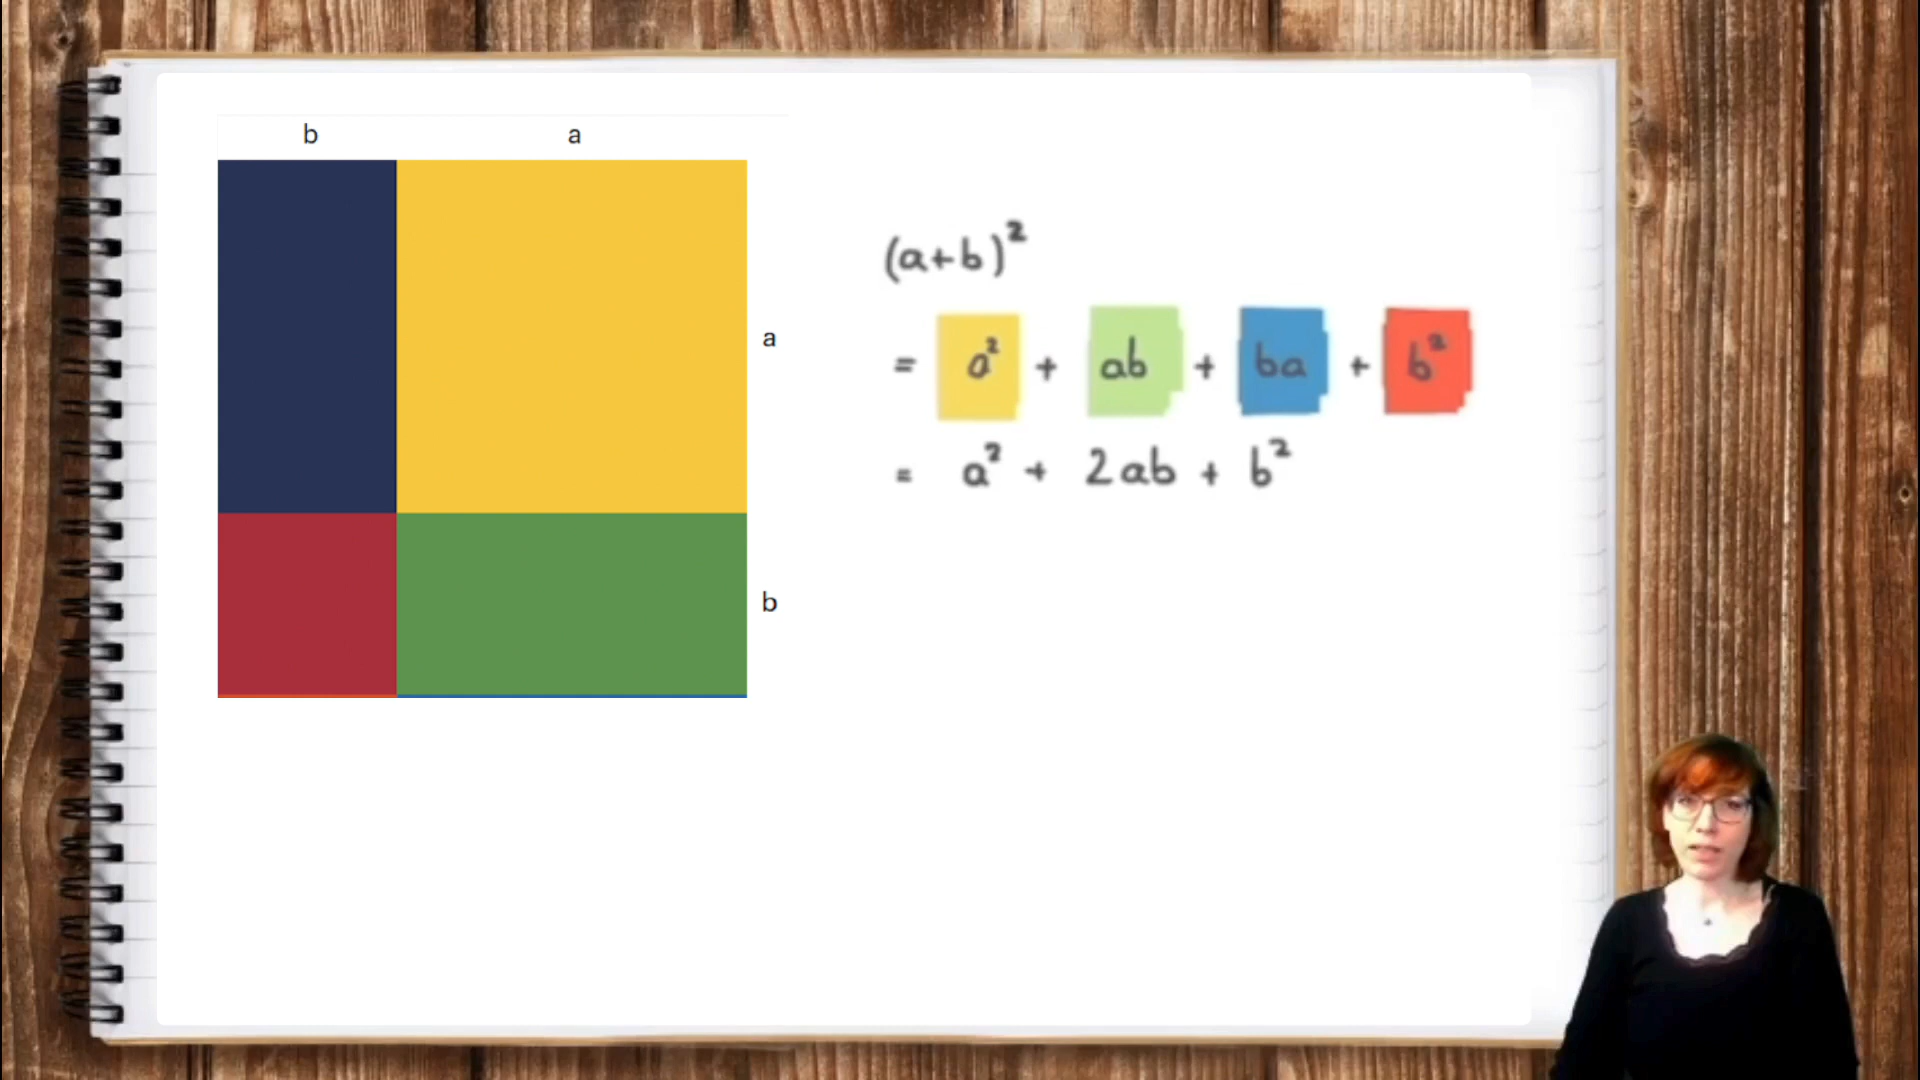 b a
a
b
(a+b)²
= a² + ab + ba + b²
= a² + 2ab + b²